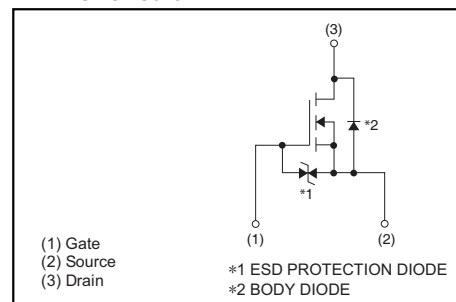 (3)
*2
*1
(1)
(2)
(1) Gate
(2) Source
(3) Drain
*1 ESD PROTECTION DIODE
*2 BODY DIODE